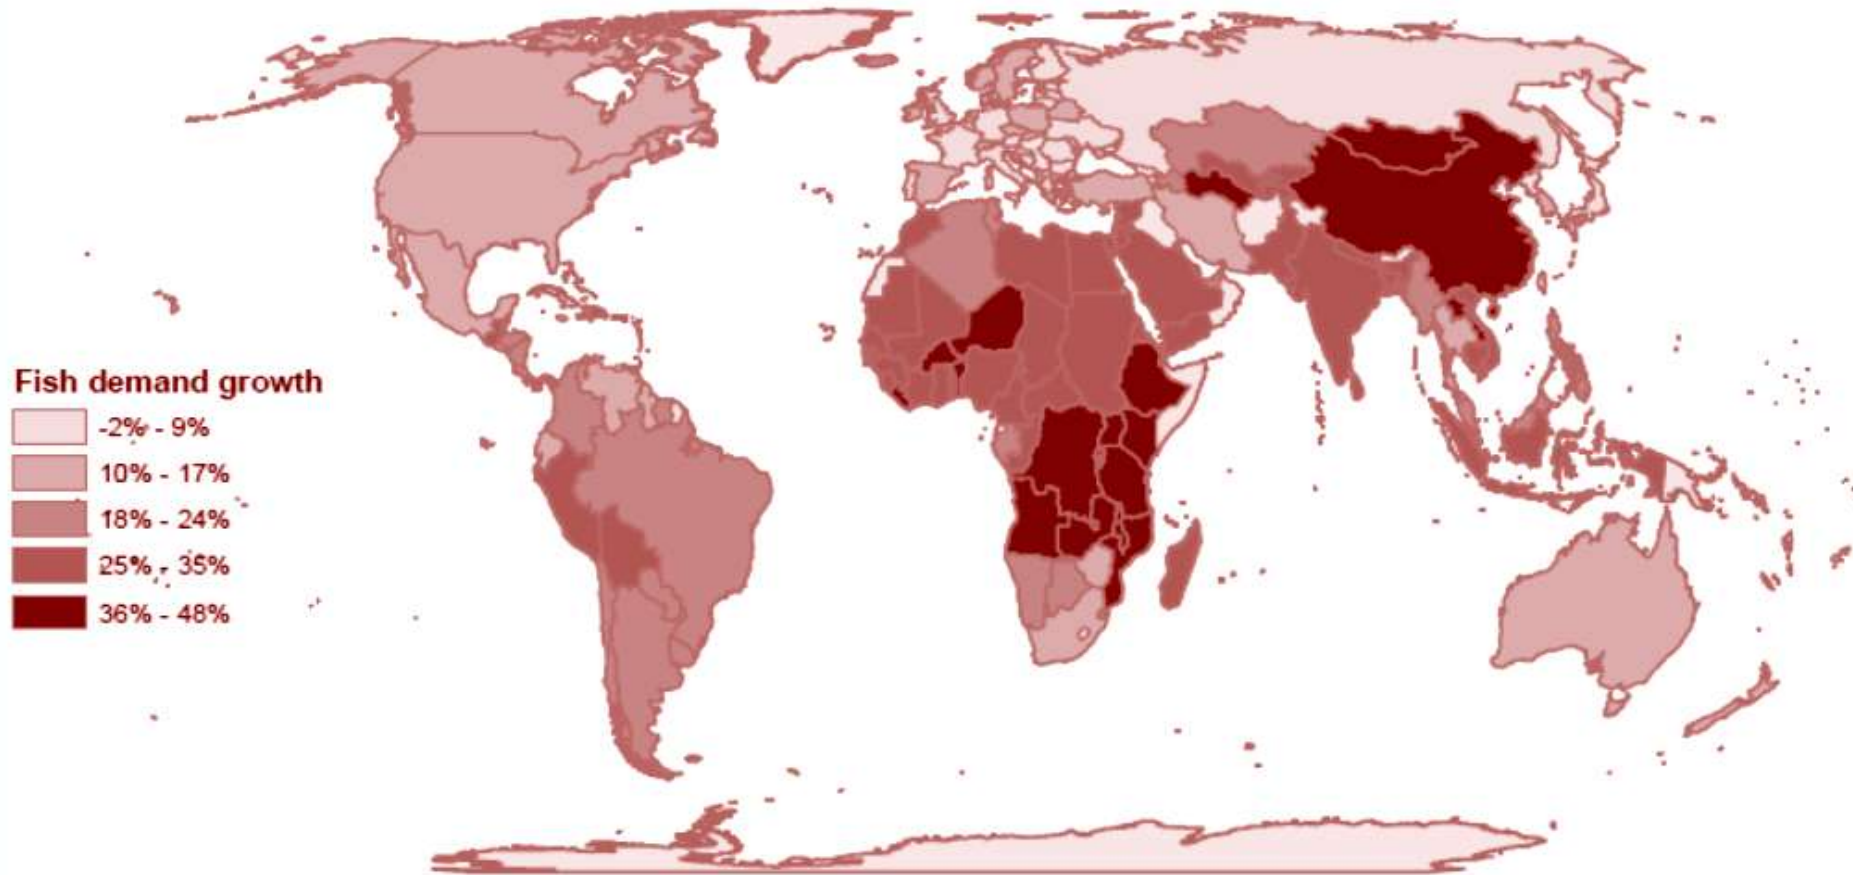 Fish demand growth
-2% - 9%
10% - 17%
18% - 24%
25% - 35%
36% - 48%